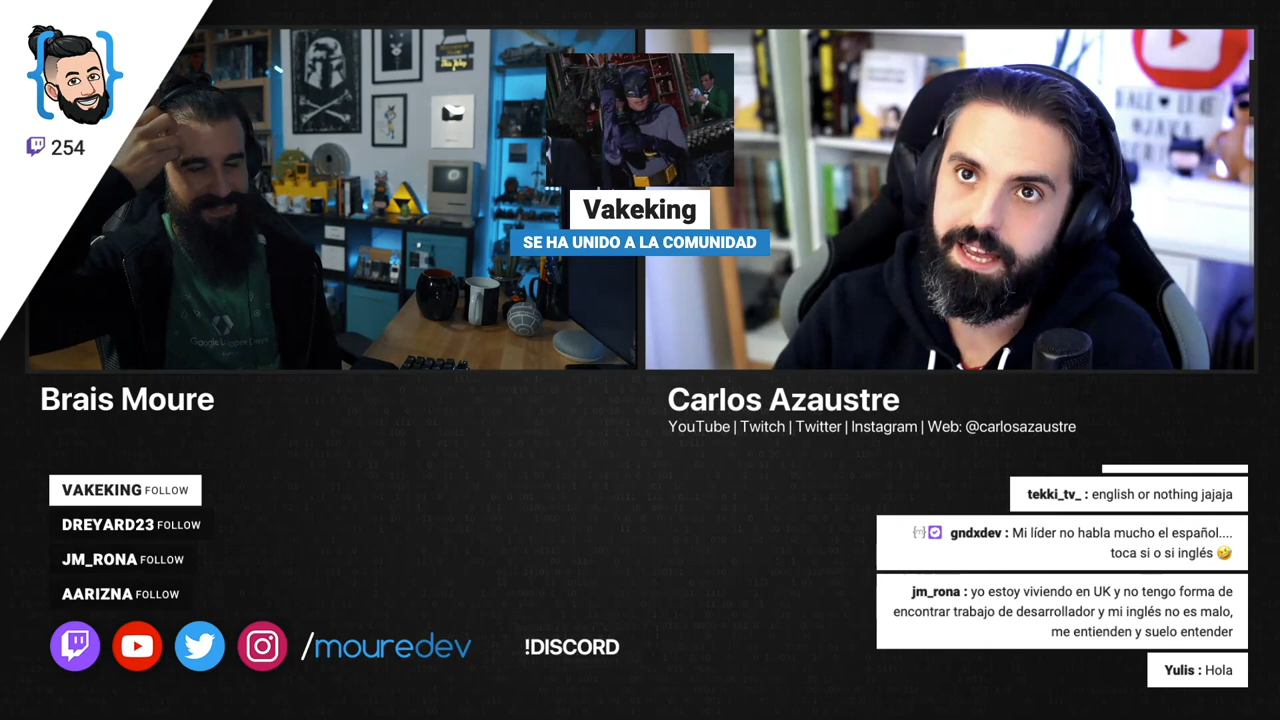 254
Vakeking
SE HA UNIDO A LA COMUNIDAD
Brais Moure
Carlos Azaustre
YouTube | Twitch | Twitter | Instagram | Web: @carlosazaustre
VAKEKING FOLLOW
DREYARD23 FOLLOW
JM_RONA FOLLOW
AARIZNA FOLLOW
/mouredev
!DISCORD
tekki_tv_ : english or nothing jajaja
gndxdev : Mi líder no habla mucho el español....
toca si o si inglés 🤣
jm_rona : yo estoy viviendo en UK y no tengo forma de
encontrar trabajo de desarrollador y mi inglés no es malo,
me entienden y suelo entender
Yulis : Hola